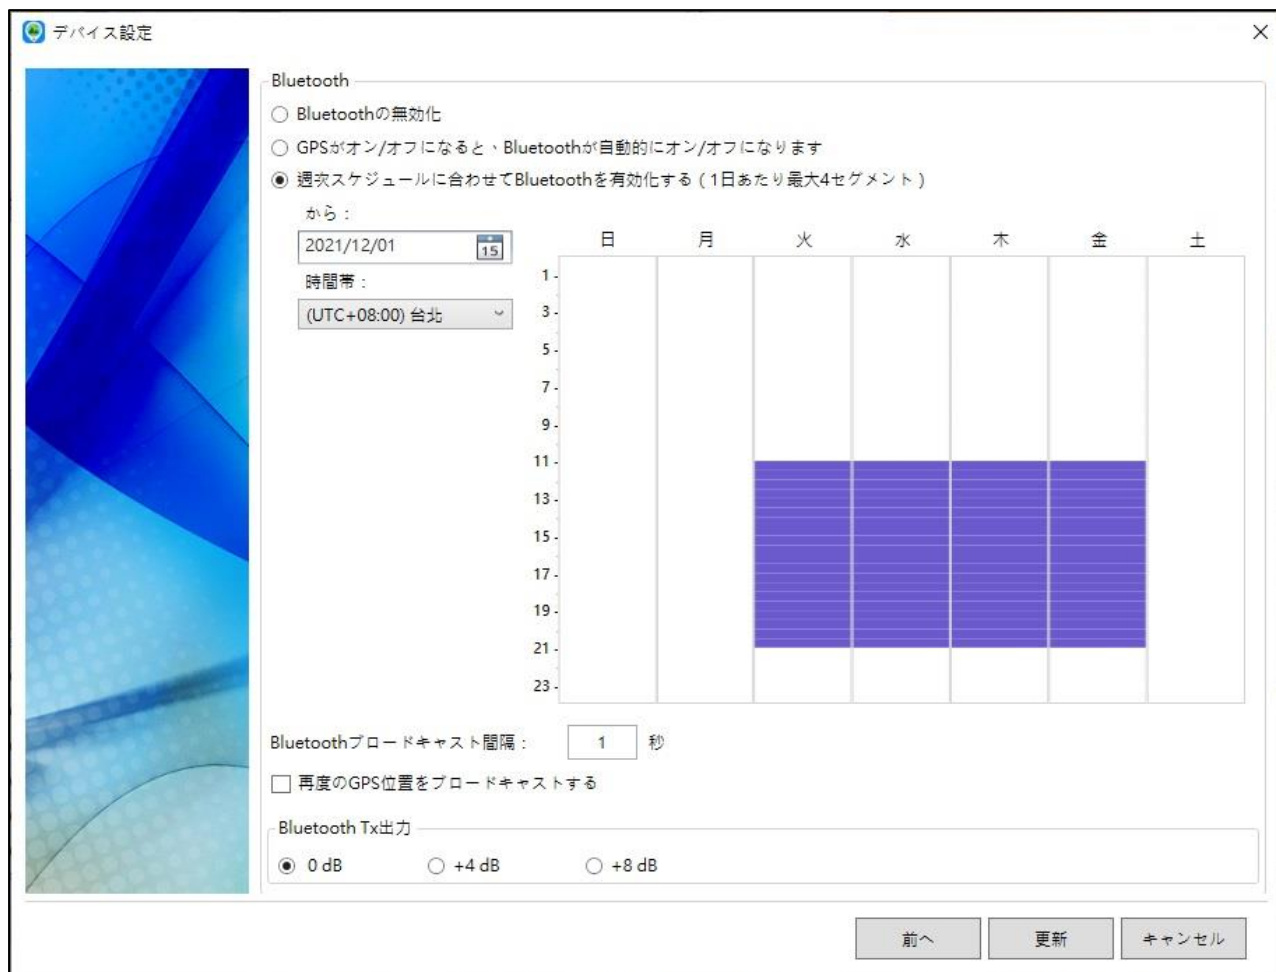 デバイス設定
Bluetooth
Bluetoothの無効化
GPSがオン/オフになると、Bluetoothが自動的にオン/オフになります
週次スケジュールに合わせてBluetoothを有効化する(1日あたり最大4セグメント)
から:
2021/12/01
15
時間帯:
(UTC+08:00) 台北
日 月 火 水 木 金 土
1
3
5
7
9
11
13
15
17
19
21
23
Bluetoothブロードキャスト間隔: 1 秒
再度のGPS位置をブロードキャストする
Bluetooth Tx出力
0 dB +4 dB +8 dB
前へ 更新 キャンセル